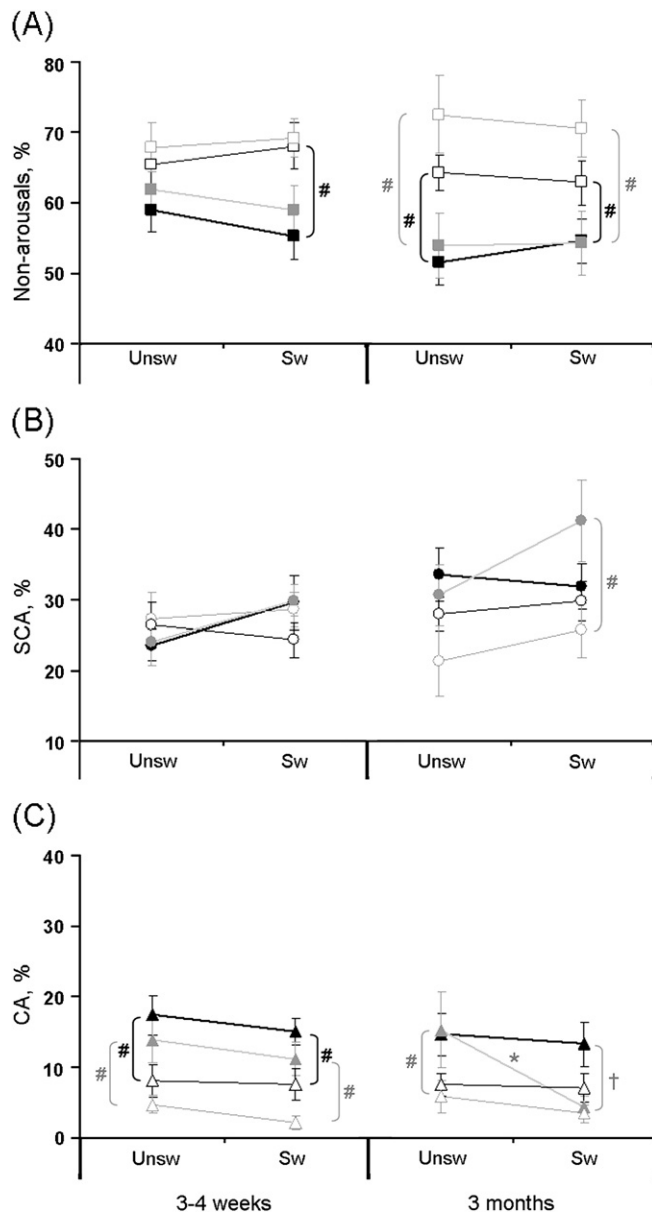 (A)
80
70
60
50
40
Non-arousals, %
#
#
#
#
#
Unsw Sw Unsw Sw
(B)
50
40
30
20
10
SCA, %
#
Unsw Sw Unsw Sw
(C)
40
30
20
10
0
CA, %
#
#
#
#
#
*
†
Unsw Sw Unsw Sw
3-4 weeks 3 months